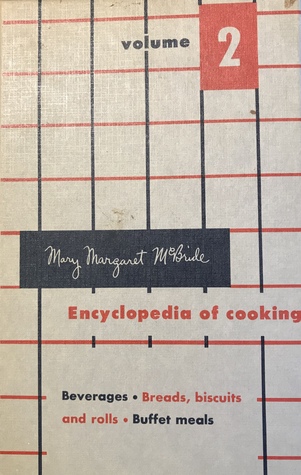 volume 2
Mary Margaret McBride
Encyclopedia of cooking
Beverages • Breads, biscuits
and rolls • Buffet meals